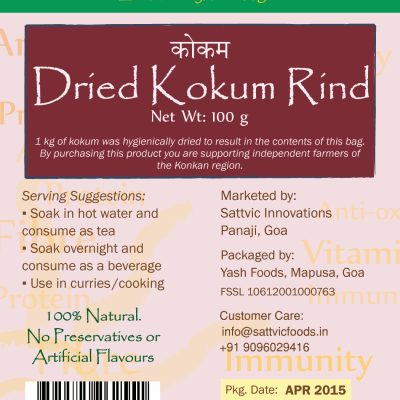 कोकम
Dried Kokum Rind
Net Wt: 100 g
1 kg of kokum was hygienically dried to result in the contents of this bag.
By purchasing this product you are supporting independent farmers of
the Konkan region.
Serving Suggestions:
▪ Soak in hot water and
consume as tea
▪ Soak overnight and
consume as a beverage
▪ Use in curries/cooking
100% Natural.
No Preservatives or
Artificial Flavours
Marketed by:
Sattvic Innovations
Panaji, Goa
Packaged by:
Yash Foods, Mapusa, Goa
FSSL 10612001000763
Customer Care:
info@sattvicfoods.in
+91 9096029416
Pkg. Date: APR 2015
Protein
Fibre
Protein
Fibre
Anti-ox
Vitami
Immun
Immunity